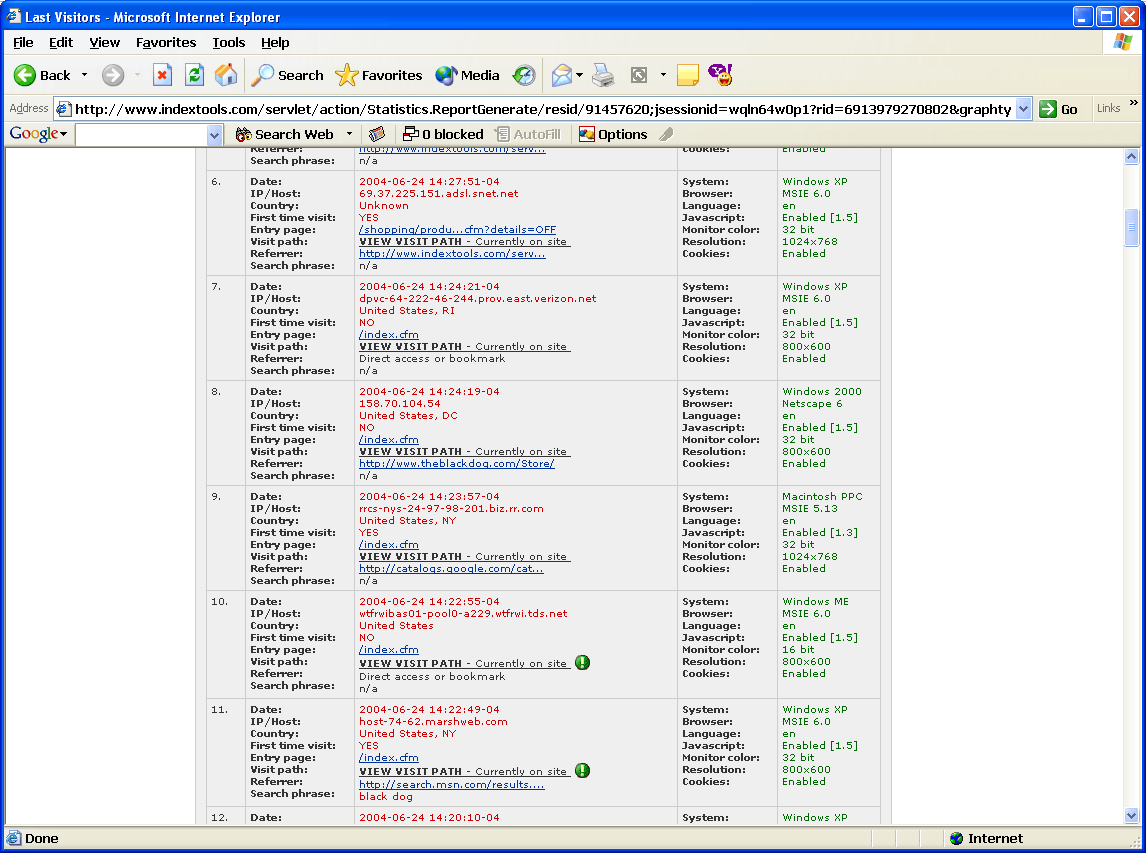 Last Visitors - Microsoft Internet Explorer
File Edit View Favorites Tools Help
Back Search Favorites Media
Address http://www.indextools.com/servlet/action/Statistics.ReportGenerate/resid/91457620;jsessionid=wqln64w0p1?rid=6913979270802&graphty Go Links »
Google Search Web 0 blocked AutoFill Options
Referrer: http://www.indextools.com/serv... Cookies: Enabled
Search phrase: n/a
6. Date: 2004-06-24 14:27:51-04 System: Windows XP
IP/Host: 69.37.225.151.adsl.snet.net Browser: MSIE 6.0
Country: Unknown Language: en
First time visit: YES Javascript: Enabled [1.5]
Entry page: /shopping/produ...cfm?details=OFF Monitor color: 32 bit
Visit path: VIEW VISIT PATH - Currently on site Resolution: 1024x768
Referrer: http://www.indextools.com/serv... Cookies: Enabled
Search phrase: n/a
7. Date: 2004-06-24 14:24:21-04 System: Windows XP
IP/Host: dpvc-64-222-46-244.prov.east.verizon.net Browser: MSIE 6.0
Country: United States, RI Language: en
First time visit: NO Javascript: Enabled [1.5]
Entry page: /index.cfm Monitor color: 32 bit
Visit path: VIEW VISIT PATH - Currently on site Resolution: 800x600
Referrer: Direct access or bookmark Cookies: Enabled
Search phrase: n/a
8. Date: 2004-06-24 14:24:19-04 System: Windows 2000
IP/Host: 158.70.104.54 Browser: Netscape 6
Country: United States, DC Language: en
First time visit: NO Javascript: Enabled [1.5]
Entry page: /index.cfm Monitor color: 32 bit
Visit path: VIEW VISIT PATH - Currently on site Resolution: 800x600
Referrer: http://www.theblackdog.com/Store/ Cookies: Enabled
Search phrase: n/a
9. Date: 2004-06-24 14:23:57-04 System: Macintosh PPC
IP/Host: rrcs-nys-24-97-98-201.biz.rr.com Browser: MSIE 5.13
Country: United States, NY Language: en
First time visit: YES Javascript: Enabled [1.3]
Entry page: /index.cfm Monitor color: 32 bit
Visit path: VIEW VISIT PATH - Currently on site Resolution: 1024x768
Referrer: http://catalogs.google.com/cat... Cookies: Enabled
Search phrase: n/a
10. Date: 2004-06-24 14:22:55-04 System: Windows ME
IP/Host: wtfrwibas01-pool0-a229.wtfrwi.tds.net Browser: MSIE 6.0
Country: United States Language: en
First time visit: NO Javascript: Enabled [1.5]
Entry page: /index.cfm Monitor color: 16 bit
Visit path: VIEW VISIT PATH - Currently on site Resolution: 800x600
Referrer: Direct access or bookmark Cookies: Enabled
Search phrase: n/a
11. Date: 2004-06-24 14:22:49-04 System: Windows XP
IP/Host: host-74-62.marshweb.com Browser: MSIE 6.0
Country: United States, NY Language: en
First time visit: YES Javascript: Enabled [1.5]
Entry page: /index.cfm Monitor color: 32 bit
Visit path: VIEW VISIT PATH - Currently on site Resolution: 800x600
Referrer: http://search.msn.com/results.... Cookies: Enabled
Search phrase: black dog
12. Date: 2004-06-24 14:20:10-04 System: Windows XP
Done Internet